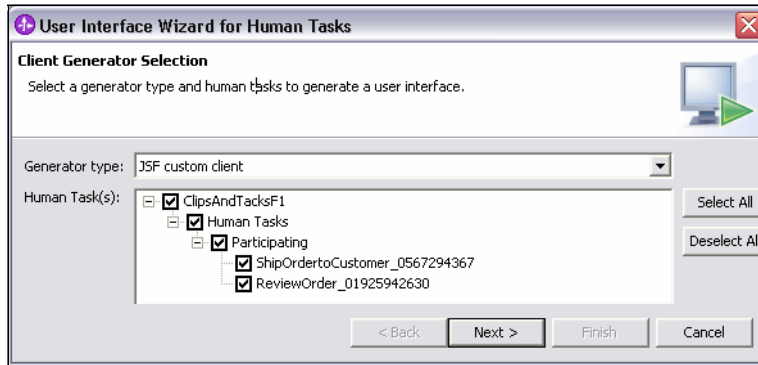 User Interface Wizard for Human Tasks
Client Generator Selection
Select a generator type and human tasks to generate a user interface.
Generator type: JSF custom client
Human Task(s):
ClipsAndTacksF1
Select All
Human Tasks
Participating
Deselect Al
ShipOrdertoCustomer_0567294367
ReviewOrder_01925942630
< Back Next > Finish Cancel